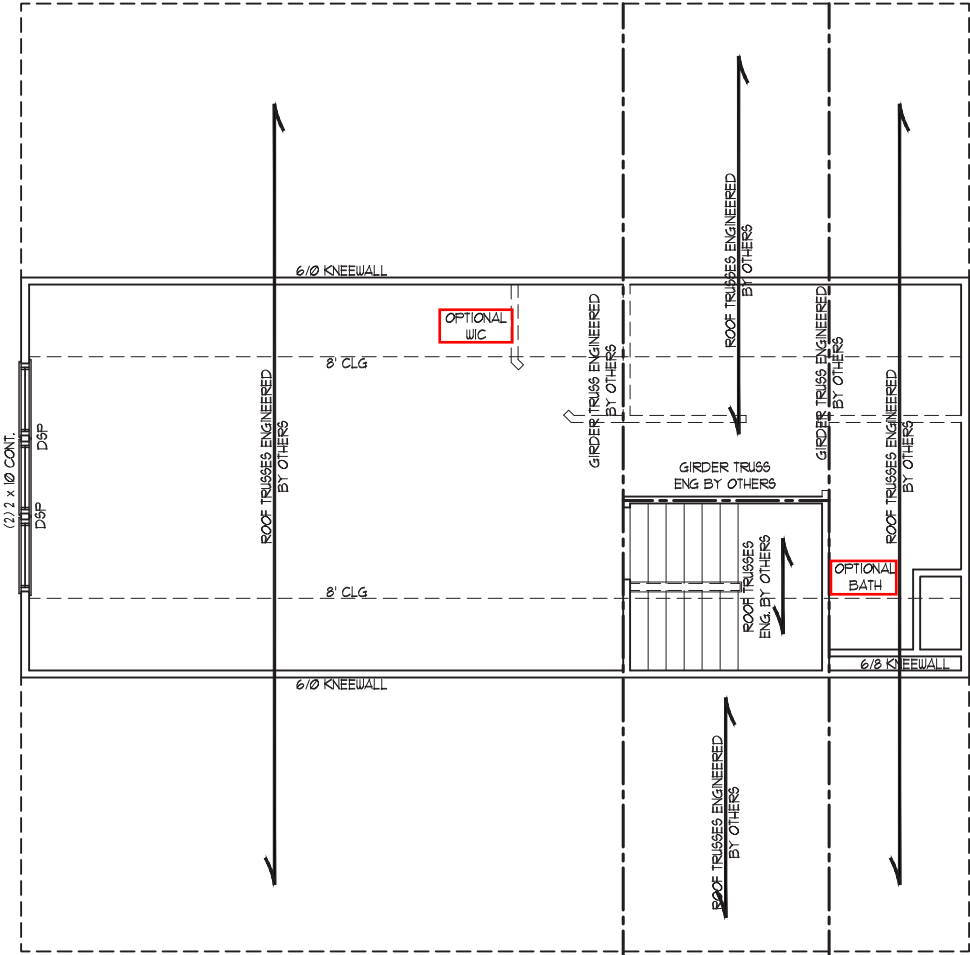 ROOF TRUSSES ENGINEERED
BY OTHERS
6/0 KNEEWALL
OPTIONAL
WIC
8' CLG
GIRDER TRUSS ENGINEERED
BY OTHERS
GIRDER TRUSS ENGINEERED
BY OTHERS
ROOF TRUSSES ENGINEERED
BY OTHERS
ROOF TRUSSES ENGINEERED
BY OTHERS
(2) 2 x 10 CONT.
DSP
DSP
GIRDER TRUSS
ENG BY OTHERS
ROOF TRUSSES
ENG. BY OTHERS
OPTIONAL
BATH
8' CLG
6/8 KNEEWALL
6/0 KNEEWALL
ROOF TRUSSES ENGINEERED
BY OTHERS